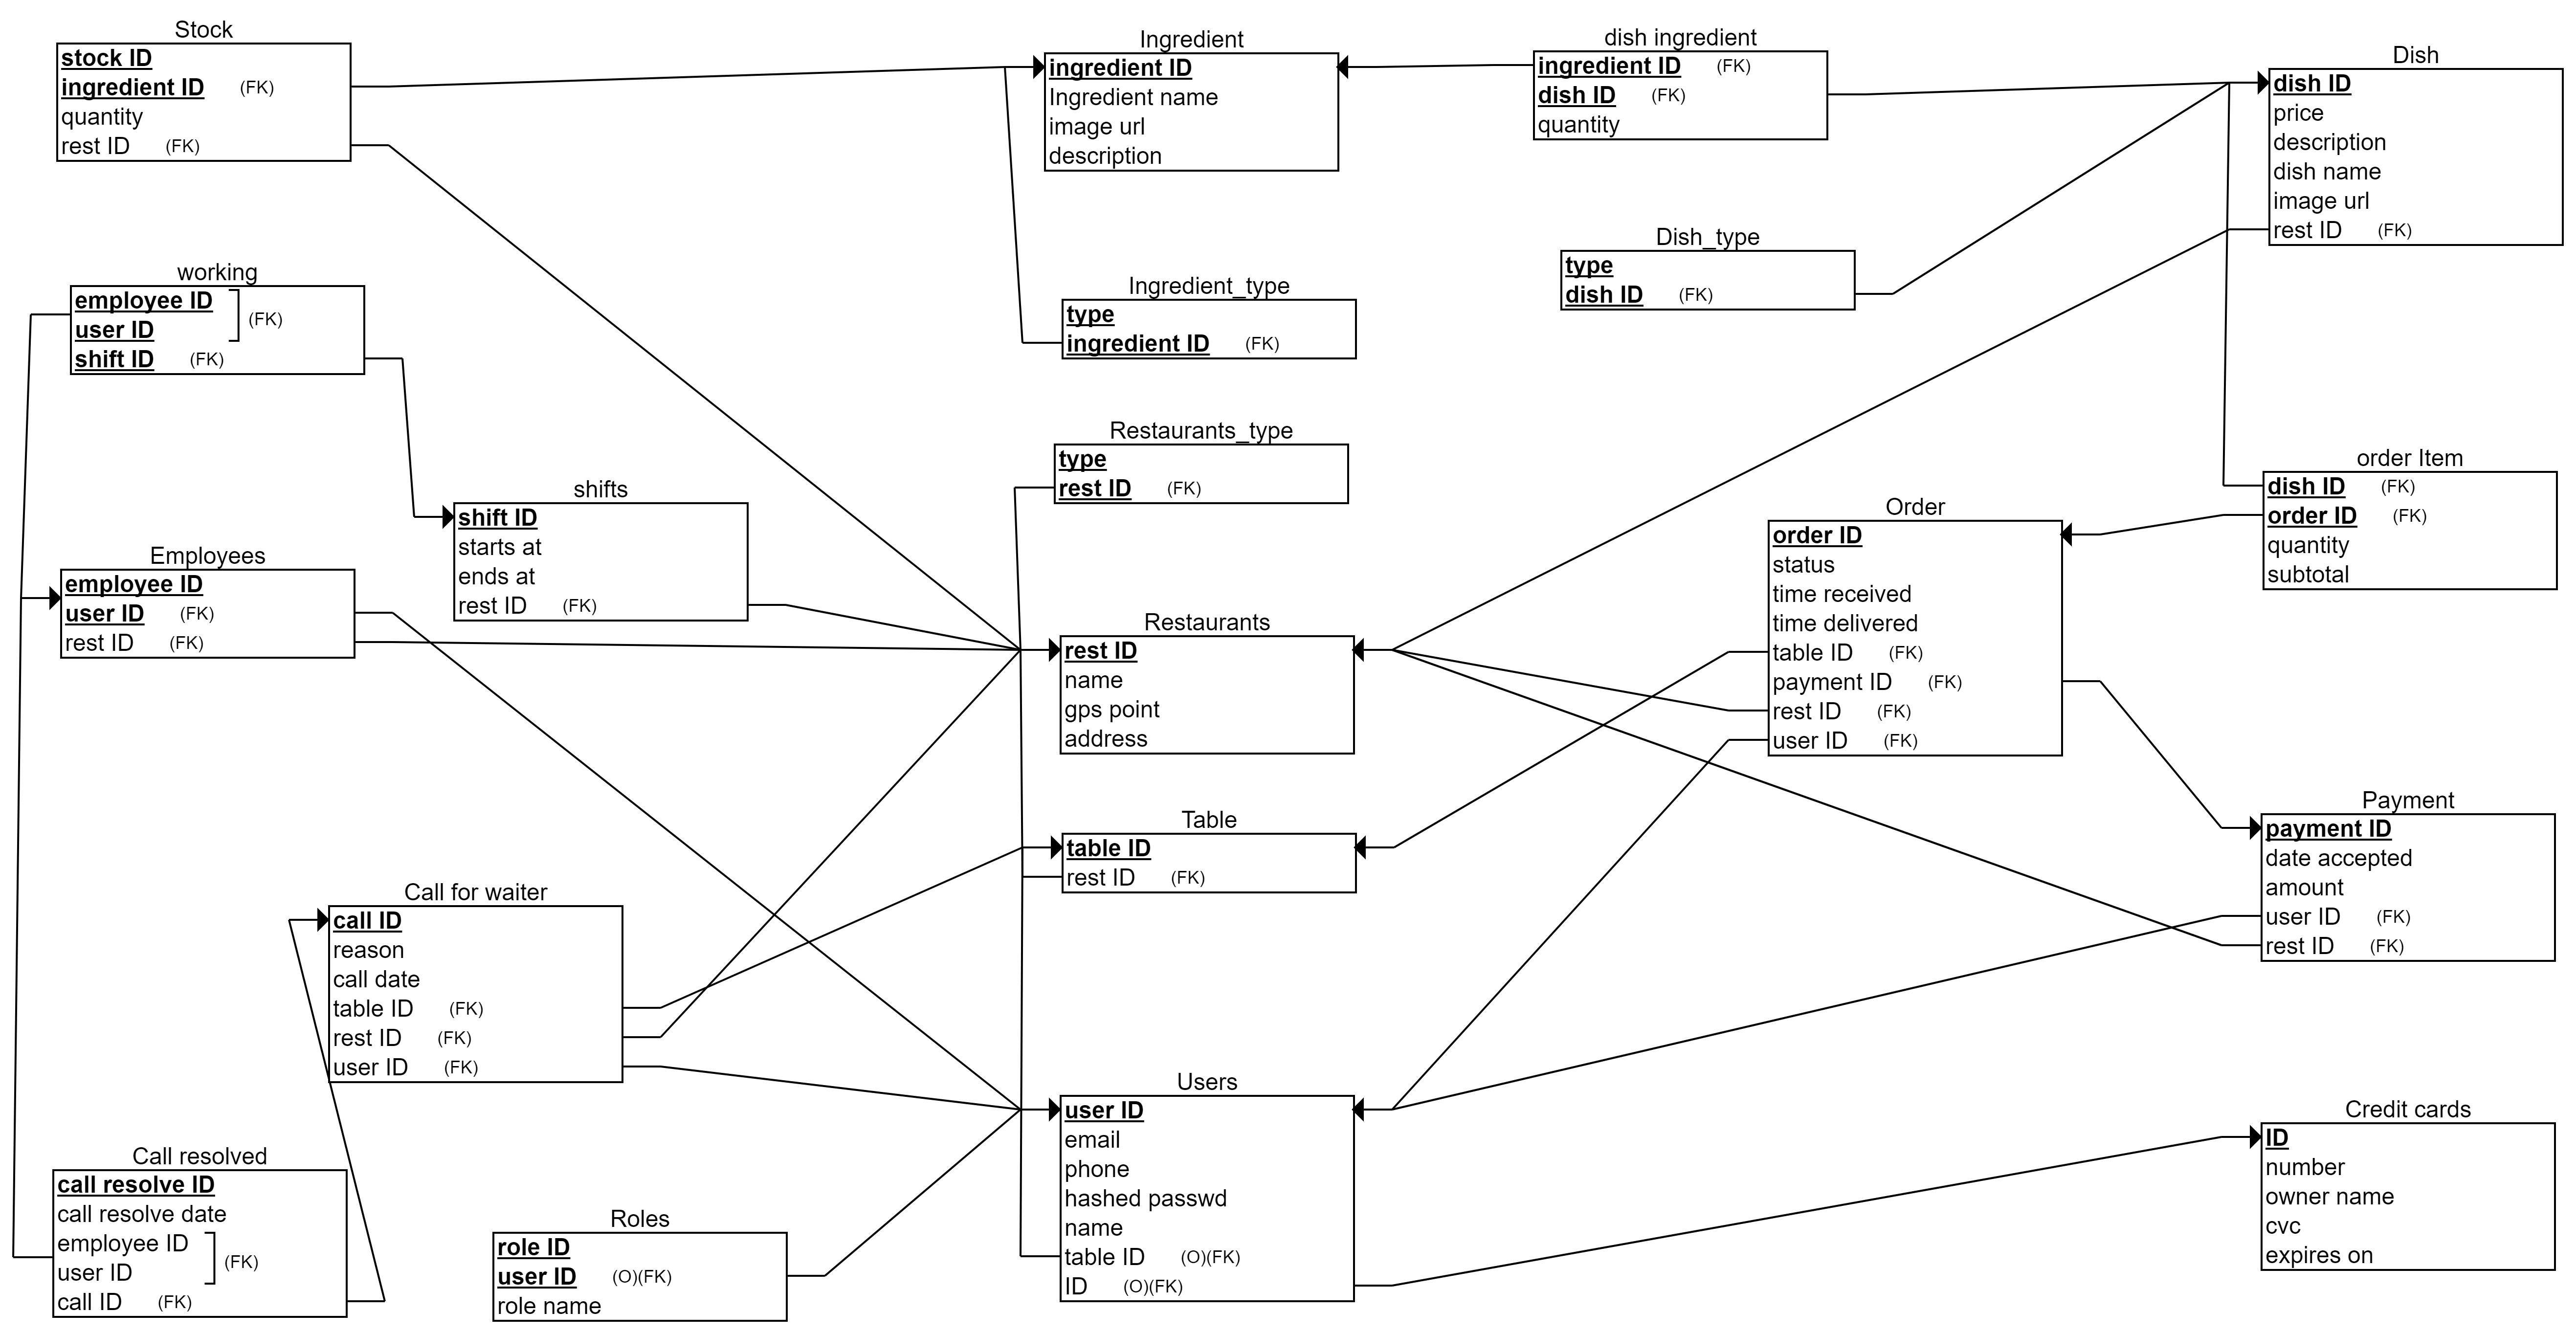 Stock
stock ID
ingredient ID (FK)
quantity
rest ID (FK)
Ingredient
ingredient ID
Ingredient name
image url
description
dish ingredient
ingredient ID (FK)
dish ID (FK)
quantity
Dish
dish ID
price
description
dish name
image url
rest ID (FK)
working
employee ID
user ID
(FK)
shift ID (FK)
Ingredient_type
type
ingredient ID (FK)
Dish_type
type
dish ID (FK)
Restaurants_type
type
rest ID (FK)
shifts
shift ID
starts at
ends at
rest ID (FK)
Employees
employee ID
user ID (FK)
rest ID (FK)
Restaurants
rest ID
name
gps point
address
Order
order ID
status
time received
time delivered
table ID (FK)
payment ID (FK)
rest ID (FK)
user ID (FK)
order Item
dish ID (FK)
order ID (FK)
quantity
subtotal
Table
table ID
rest ID (FK)
Payment
payment ID
date accepted
amount
user ID (FK)
rest ID (FK)
Call for waiter
call ID
reason
call date
table ID (FK)
rest ID (FK)
user ID (FK)
Users
user ID
email
phone
hashed passwd
name
table ID (O)(FK)
ID (O)(FK)
Credit cards
ID
number
owner name
cvc
expires on
Call resolved
call resolve ID
call resolve date
employee ID
user ID
(FK)
call ID (FK)
Roles
role ID
user ID (O)(FK)
role name